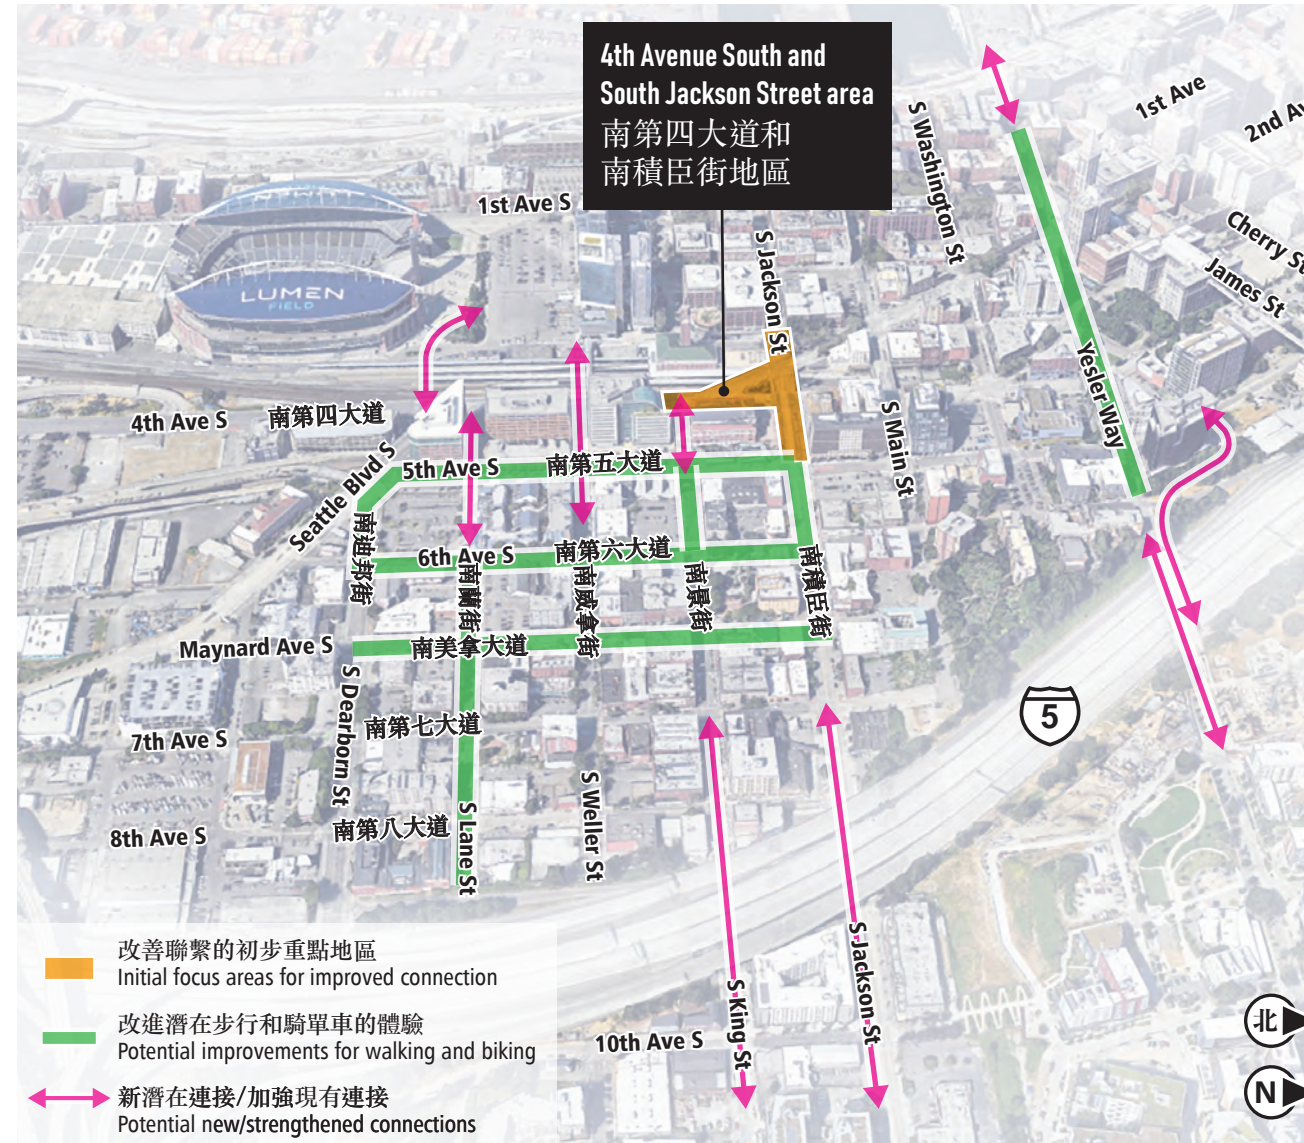 4th Avenue South and
South Jackson Street area
南第四大道和
南積臣街地區
1st Ave
2nd Av
S Washington St
1st Ave S
Cherry St
James St
S Jackson St
LUMEN
FIELD
Yesler Way
4th Ave S
南第四大道
S Main St
Seattle Blvd S
5th Ave S
南第五大道
南迪邦街
6th Ave S
南第六大道
南蘭街
南威拿街
南景街
南積臣街
Maynard Ave S
南美拿大道
S Dearborn St
7th Ave S
南第七大道
5
8th Ave S
南第八大道
S Lane St
S Weller St
S King St
S Jackson St
10th Ave S
改善聯繫的初步重點地區
Initial focus areas for improved connection
改進潛在步行和騎單車的體驗
Potential improvements for walking and biking
新潛在連接/加強現有連接
Potential new/strengthened connections
北
N